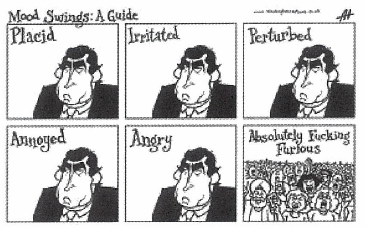 Mood Swings: A Guide
Placid
Irritated
Perturbed
Annoyed
Angry
Absolutely Fucking
Furious